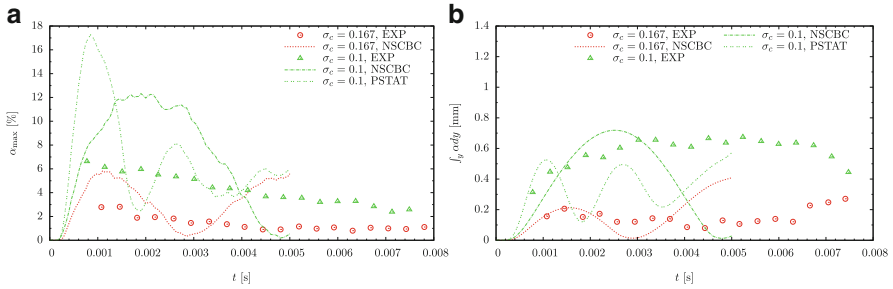 a
18
16
14
12
10
8
6
4
2
0
α_max [%]
0.001 0.002 0.003 0.004 0.005 0.006 0.007 0.008
t [s]
σ_c = 0.167, EXP
σ_c = 0.167, NSCBC
σ_c = 0.1, EXP
σ_c = 0.1, NSCBC
σ_c = 0.1, PSTAT
b
1.4
1.2
1
0.8
0.6
0.4
0.2
0
∫_y αdy [mm]
0.001 0.002 0.003 0.004 0.005 0.006 0.007 0.008
t [s]
σ_c = 0.167, EXP
σ_c = 0.167, NSCBC
σ_c = 0.1, EXP
σ_c = 0.1, NSCBC
σ_c = 0.1, PSTAT